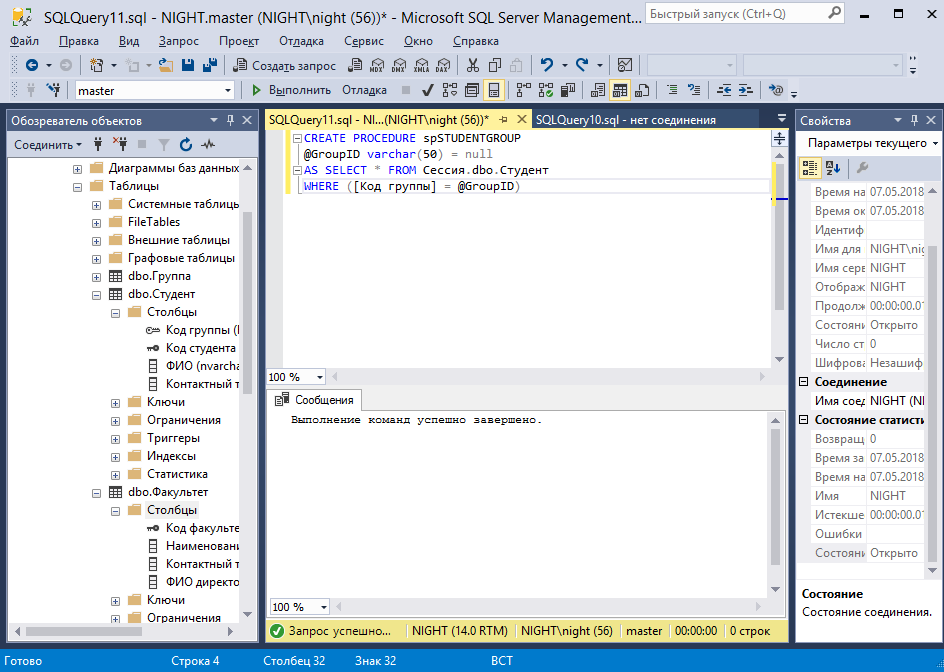 SQLQuery11.sql - NIGHT.master (NIGHT\night (56))* - Microsoft SQL Server Management...
Быстрый запуск (Ctrl+Q)
Файл Правка Вид Запрос Проект Отладка Сервис Окно Справка
Создать запрос MDX DMX XMLA DAX
master Выполнить Отладка
Обозреватель объектов
Соединить
Диаграммы баз данных
Таблицы
Системные таблицы
FileTables
Внешние таблицы
Графовые таблицы
dbo.Группа
dbo.Студент
Столбцы
Код группы (
Код студента
ФИО (nvarcha
Контактный т
Ключи
Ограничения
Триггеры
Индексы
Статистика
dbo.Факультет
Столбцы
Код факульте
Наименовани
Контактный т
ФИО директо
Ключи
Ограничения
SQLQuery11.sql - NI...(NIGHT\night (56))*
SQLQuery10.sql - нет соединения
CREATE PROCEDURE spSTUDENTGROUP
@GroupID varchar(50) = null
AS SELECT * FROM Сессия.dbo.Студент
WHERE ([Код группы] = @GroupID)
100 %
Сообщения
Выполнение команд успешно завершено.
100 %
Запрос успешно... NIGHT (14.0 RTM) NIGHT\night (56) master 00:00:00 0 строк
Свойства
Параметры текущего
Время на 07.05.2018
Время ок 07.05.2018
Идентиф
Имя для NIGHT\nig
Имя серв NIGHT
Отображ NIGHT
Продолж 00:00:00.01
Состояни Открыто
Число ст 0
Шифрова Незашиф
Соединение
Имя соед NIGHT (NI
Состояние статисти
Возвращ 0
Время за 07.05.2018
Время на 07.05.2018
Имя NIGHT
Истекше 00:00:00.01
Ошибки
Состояни Открыто
Состояние
Состояние соединения.
Готово Строка 4 Столбец 32 Знак 32 ВСТ